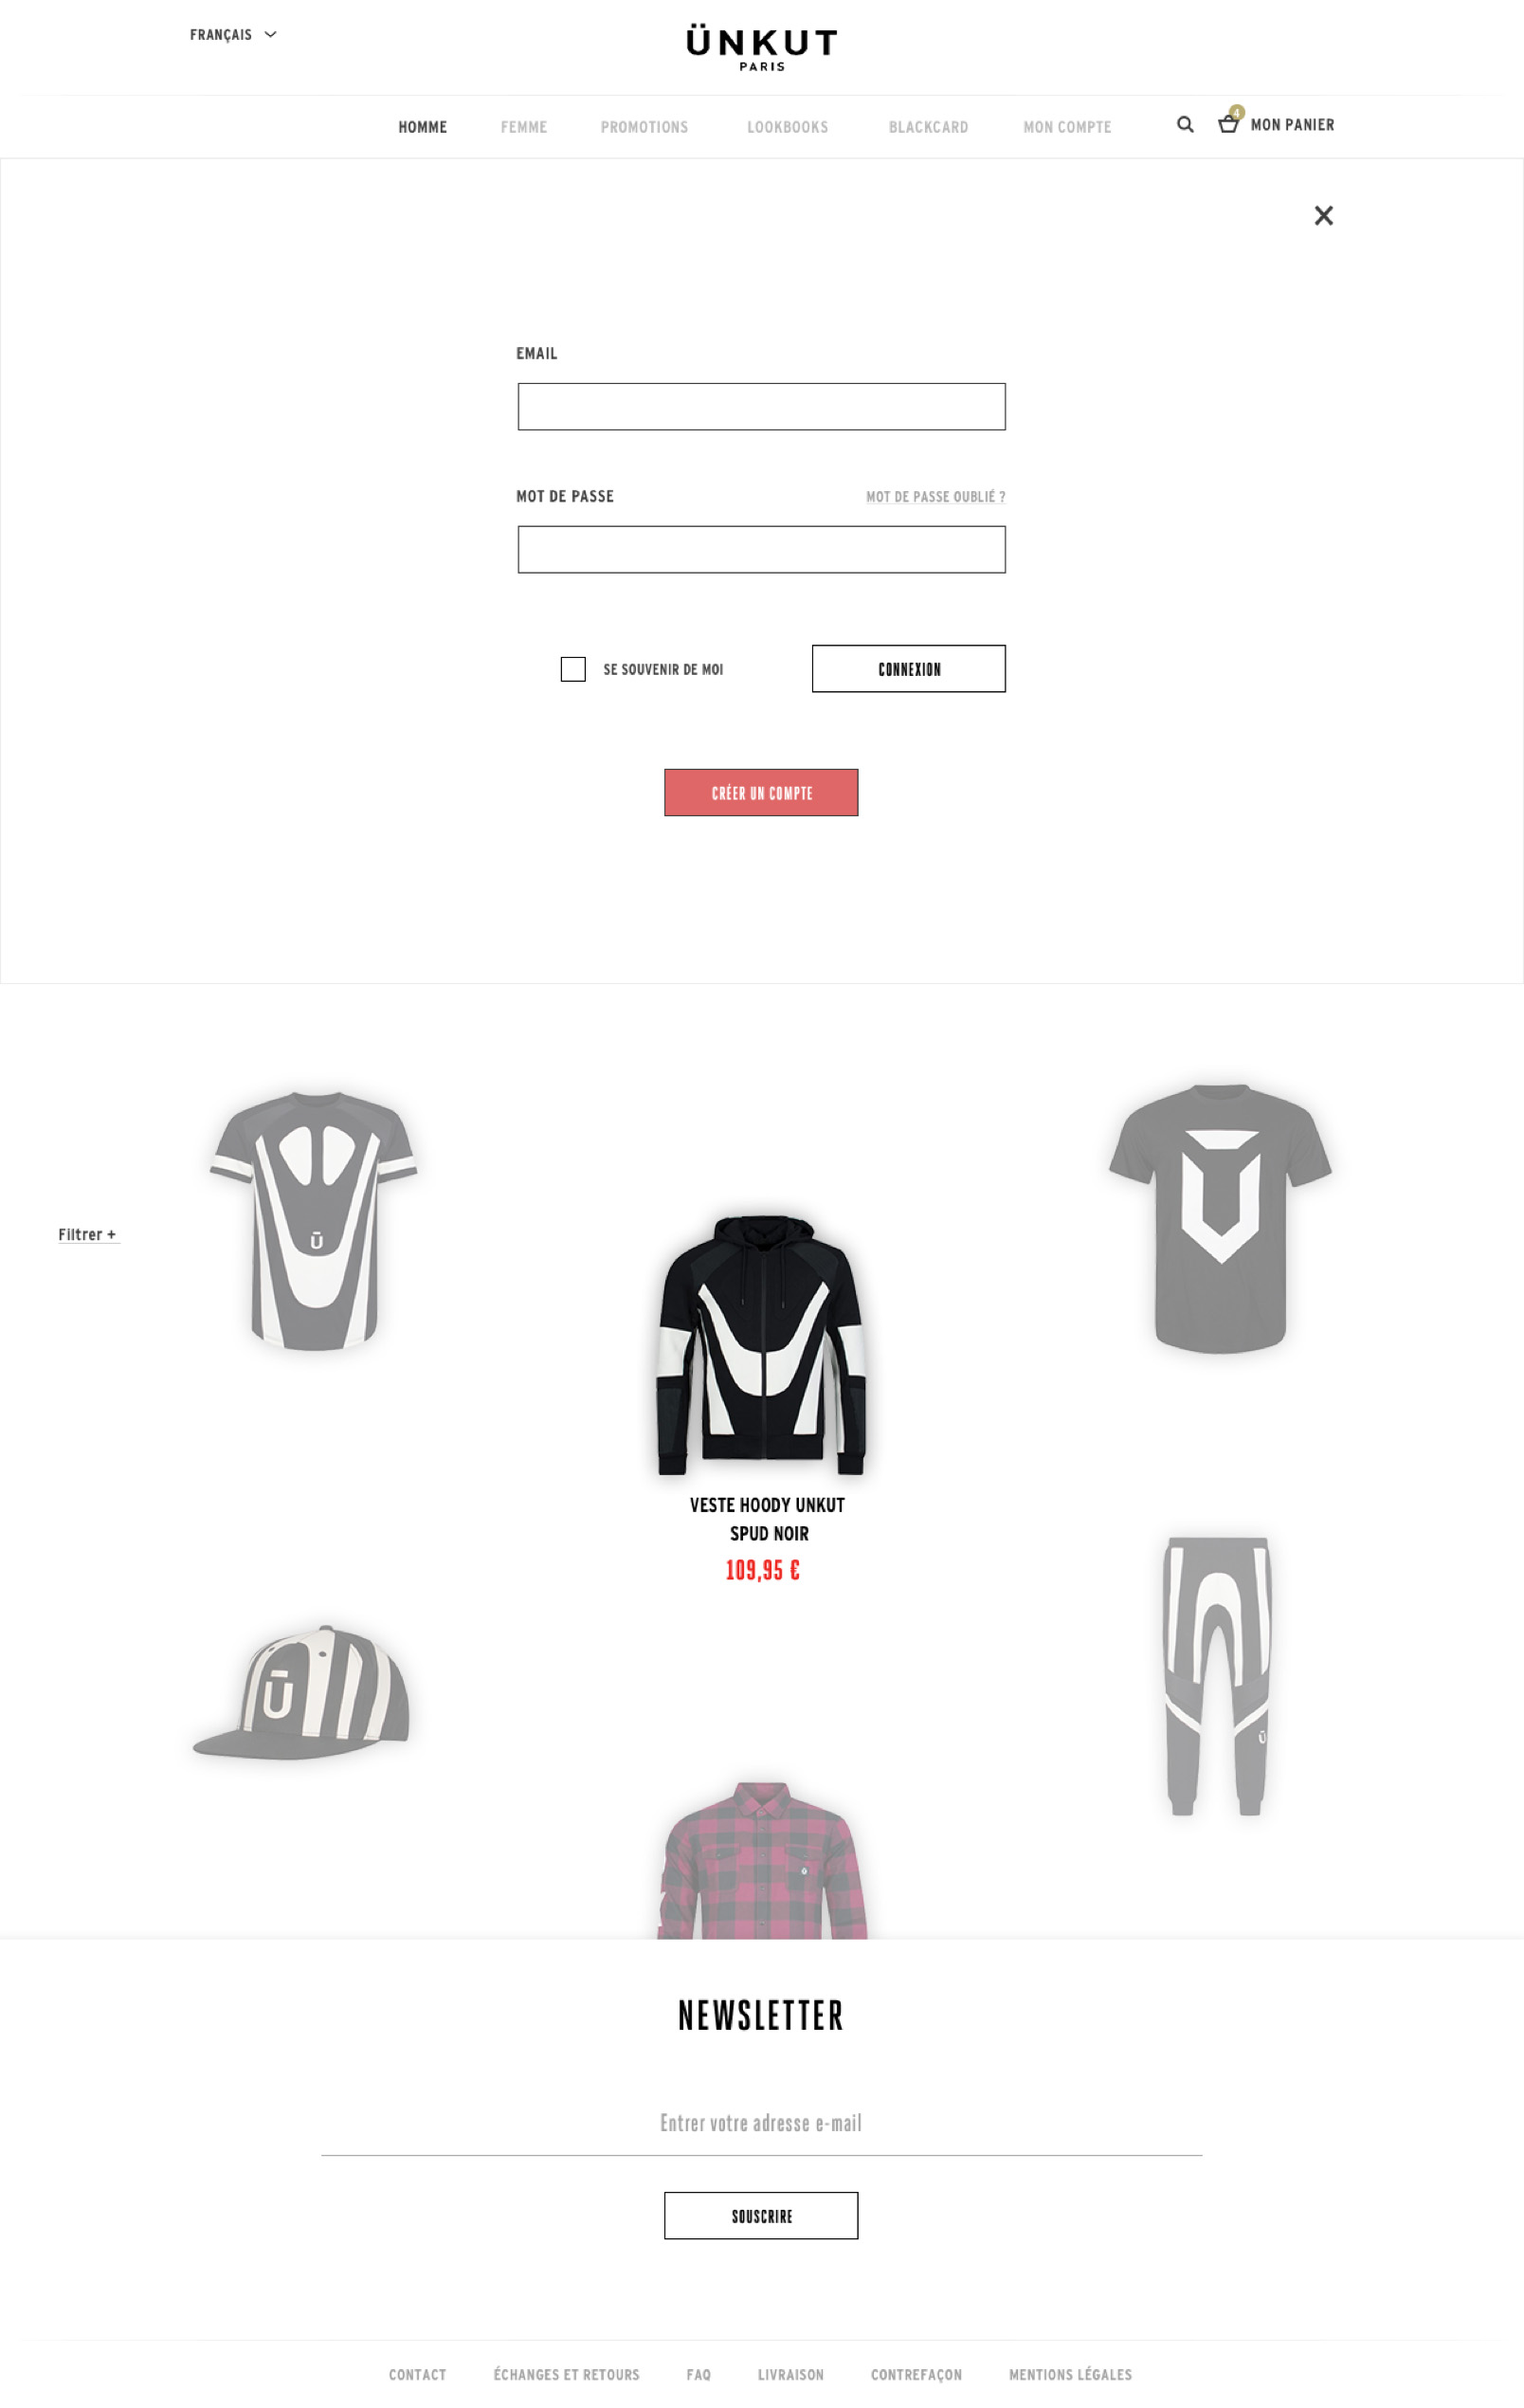 FRANÇAIS
ÜNKUT
PARIS
HOMME
FEMME
PROMOTIONS
LOOKBOOKS
BLACKCARD
MON COMPTE
4
MON PANIER
EMAIL
MOT DE PASSE
MOT DE PASSE OUBLIÉ ?
SE SOUVENIR DE MOI
CONNEXION
CRÉER UN COMPTE
Filtrer +
Ū
VESTE HOODY UNKUT
SPUD NOIR
109,95 €
Ū
Ū
NEWSLETTER
Entrer votre adresse e-mail
SOUSCRIRE
CONTACT
ÉCHANGES ET RETOURS
FAQ
LIVRAISON
CONTREFAÇON
MENTIONS LÉGALES